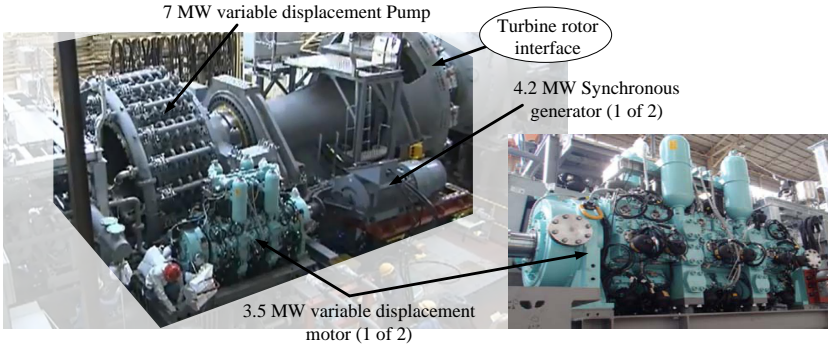 7 MW variable displacement Pump
Turbine rotor
interface
4.2 MW Synchronous
generator (1 of 2)
3.5 MW variable displacement
motor (1 of 2)